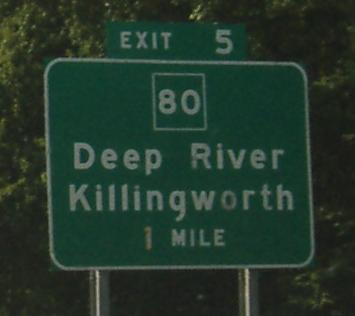 EXIT 5
80
Deep River
Killingworth
1 MILE